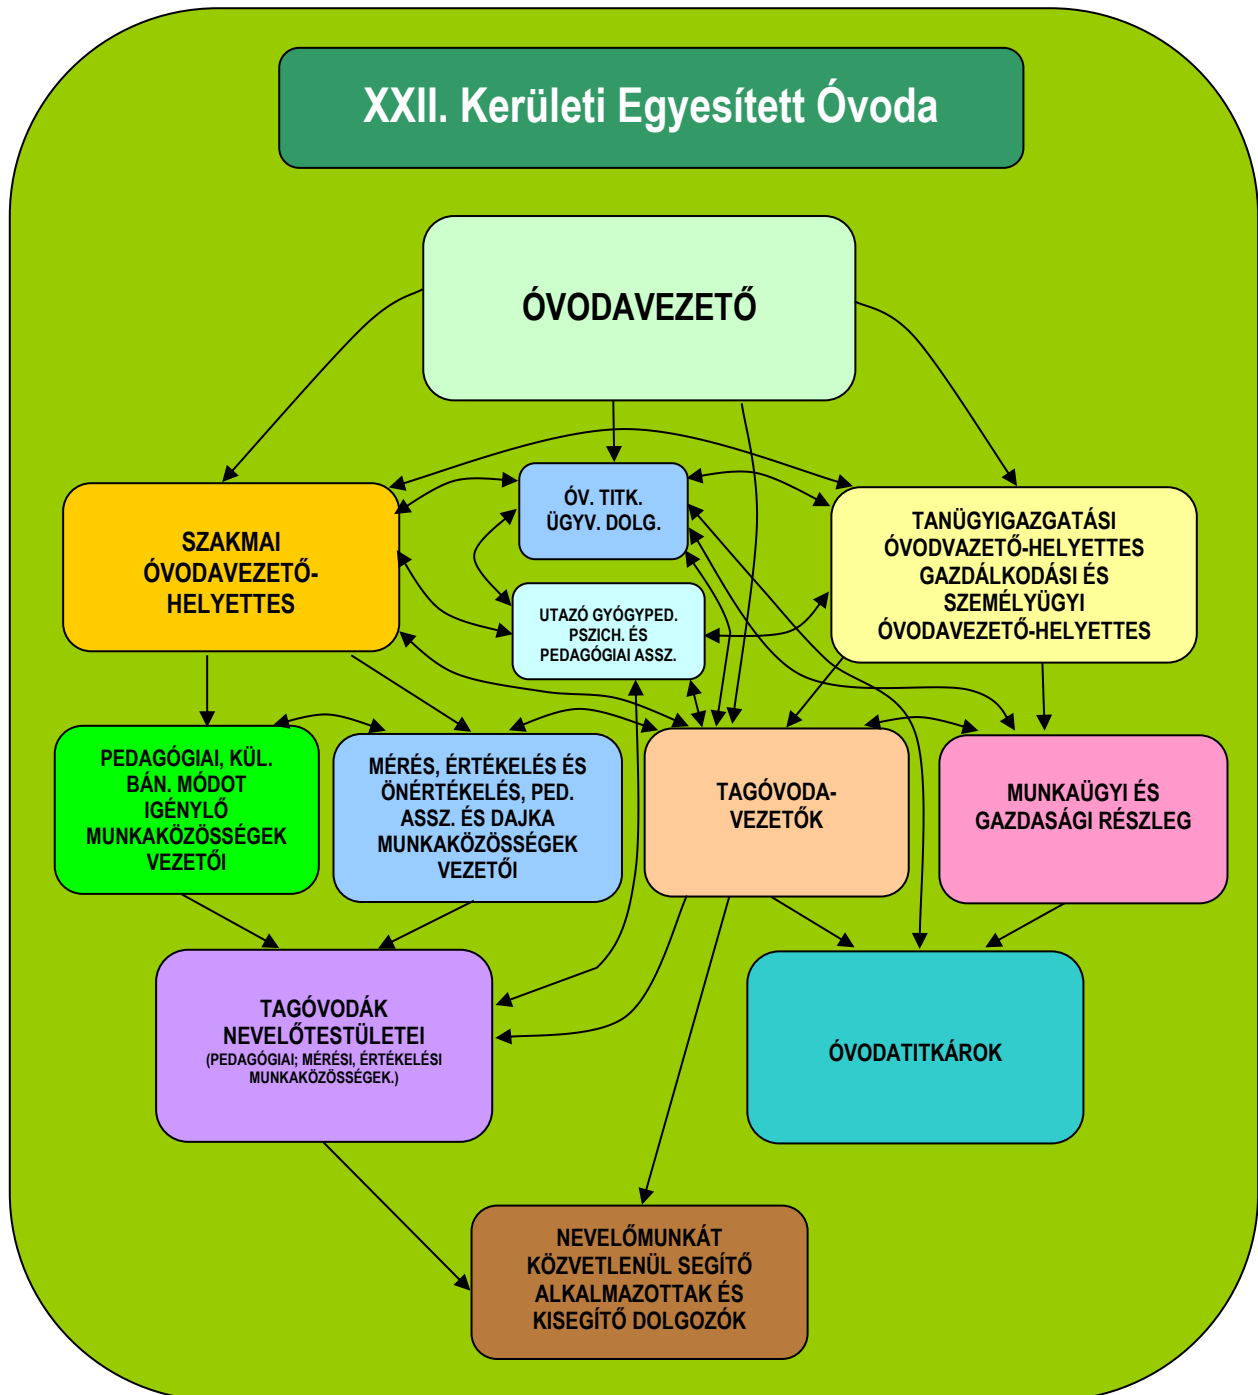 XXII. Kerületi Egyesített Óvoda
ÓVODAVEZETŐ
SZAKMAI
ÓVODAVEZETŐ-
HELYETTES
ÓV. TITK.
ÜGYV. DOLG.
TANÜGYIGAZGATÁSI
ÓVODVAZETŐ-HELYETTES
GAZDÁLKODÁSI ÉS
SZEMÉLYÜGYI
ÓVODAVEZETŐ-HELYETTES
UTAZÓ GYÓGYPED.
PSZICH. ÉS
PEDAGÓGIAI ASSZ.
PEDAGÓGIAI, KÜL.
BÁN. MÓDOT
IGÉNYLŐ
MUNKAKÖZÖSSÉGEK
VEZETŐI
MÉRÉS, ÉRTÉKELÉS ÉS
ÖNÉRTÉKELÉS, PED.
ASSZ. ÉS DAJKA
MUNKAKÖZÖSSÉGEK
VEZETŐI
TAGÓVODA-
VEZETŐK
MUNKAÜGYI ÉS
GAZDASÁGI RÉSZLEG
TAGÓVODÁK
NEVELŐTESTÜLETEI
(PEDAGÓGIAI; MÉRÉSI, ÉRTÉKELÉSI
MUNKAKÖZÖSSÉGEK.)
ÓVODATITKÁROK
NEVELŐMUNKÁT
KÖZVETLENÜL SEGÍTŐ
ALKALMAZOTTAK ÉS
KISEGÍTŐ DOLGOZÓK